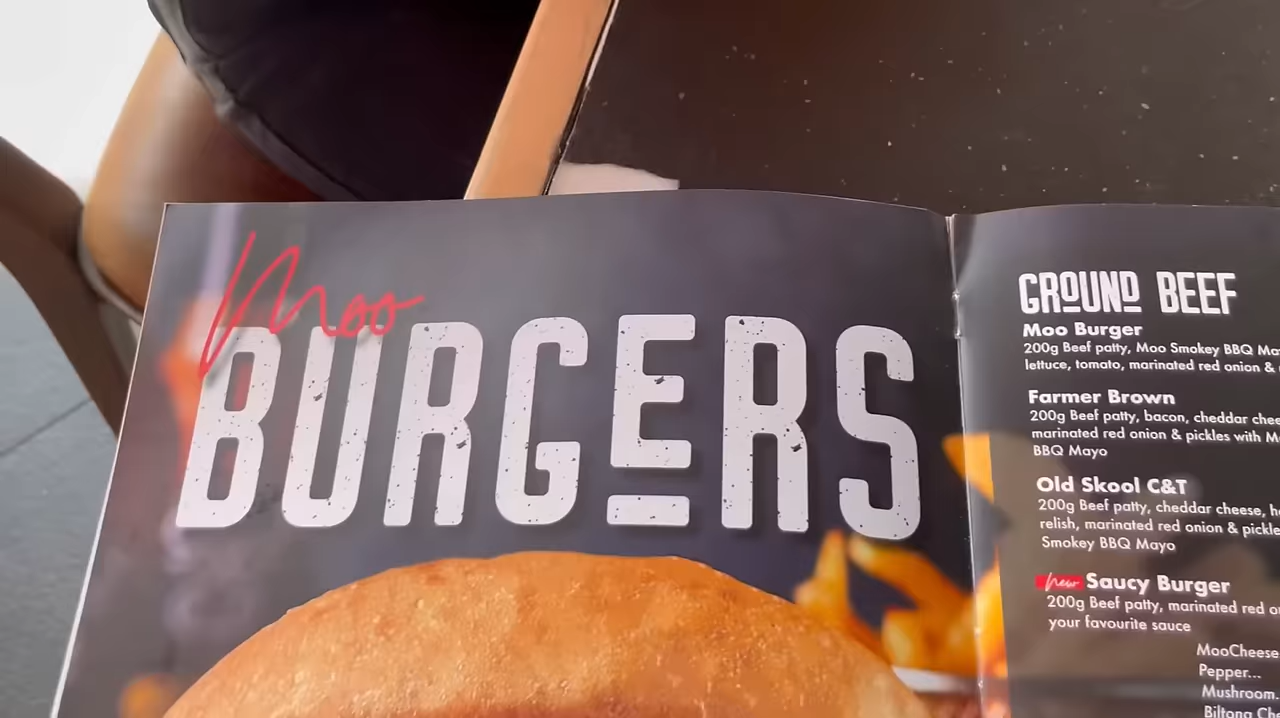 Moo
BURGERS
GROUND BEEF
Moo Burger
200g Beef patty, Moo Smokey BBQ
lettuce, tomato, marinated red onion &
Farmer Brown
200g Beef patty, bacon, cheddar
marinated red onion & pickles with
BBQ Mayo
Old Skool C&T
200g Beef patty, cheddar cheese,
relish, marinated red onion &
Smokey BBQ Mayo
new Saucy Burger
200g Beef patty, marinated red
your favourite sauce
MooCheese
Pepper...
Mushroom.
Biltong